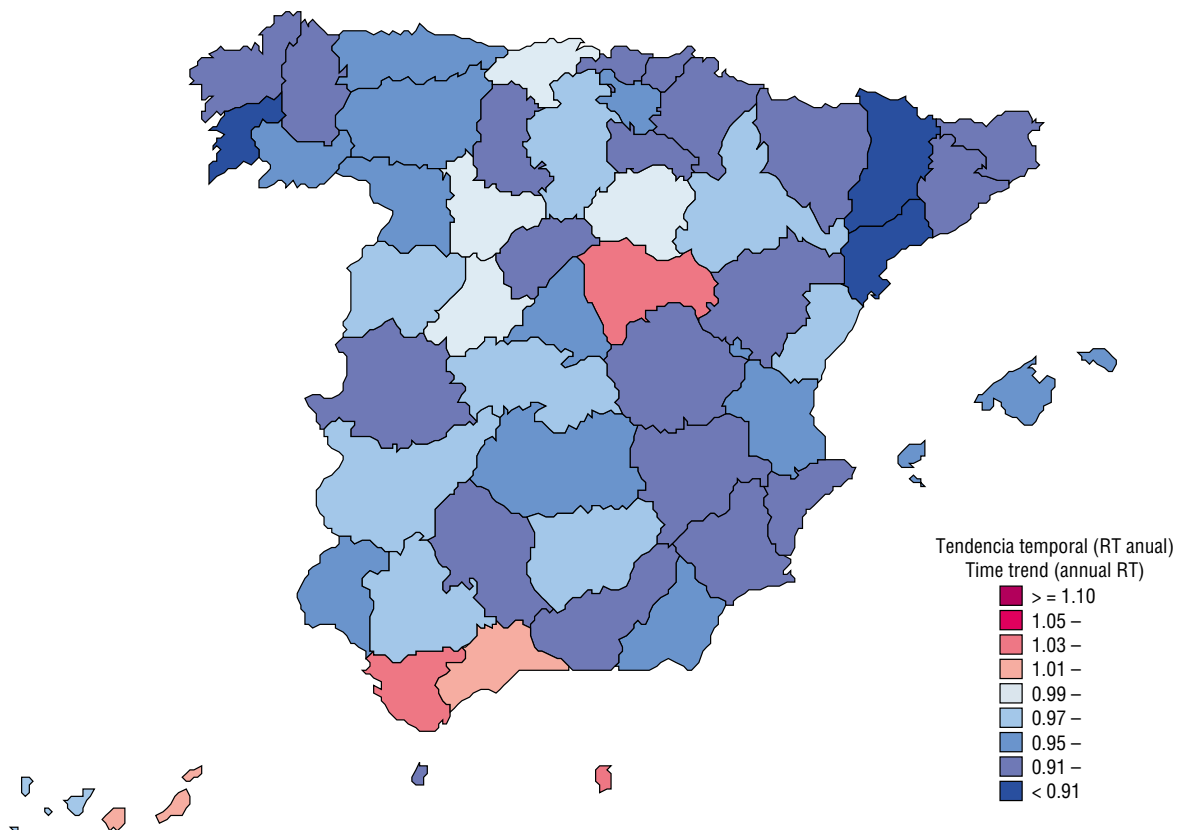 Tendencia temporal (RT anual)
Time trend (annual RT)
> = 1.10
1.05 –
1.03 –
1.01 –
0.99 –
0.97 –
0.95 –
0.91 –
< 0.91